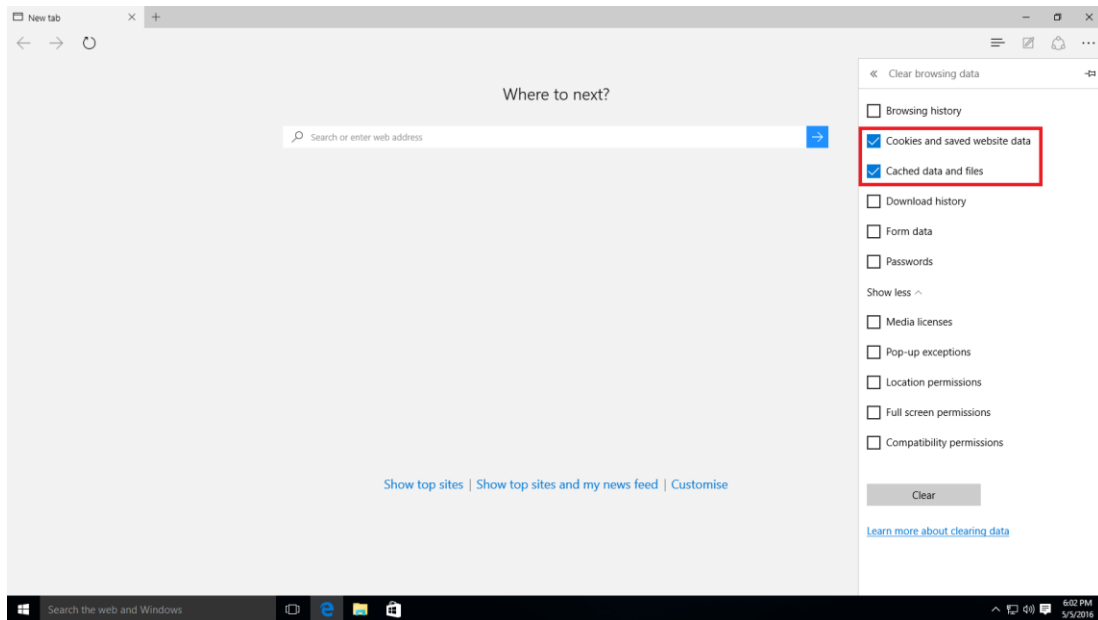 New tab
Clear browsing data
Where to next?
Search or enter web address
Browsing history
Cookies and saved website data
Cached data and files
Download history
Form data
Passwords
Show less
Media licenses
Pop-up exceptions
Location permissions
Full screen permissions
Compatibility permissions
Show top sites | Show top sites and my news feed | Customise
Clear
Learn more about clearing data
Search the web and Windows
6:02 PM
5/5/2016